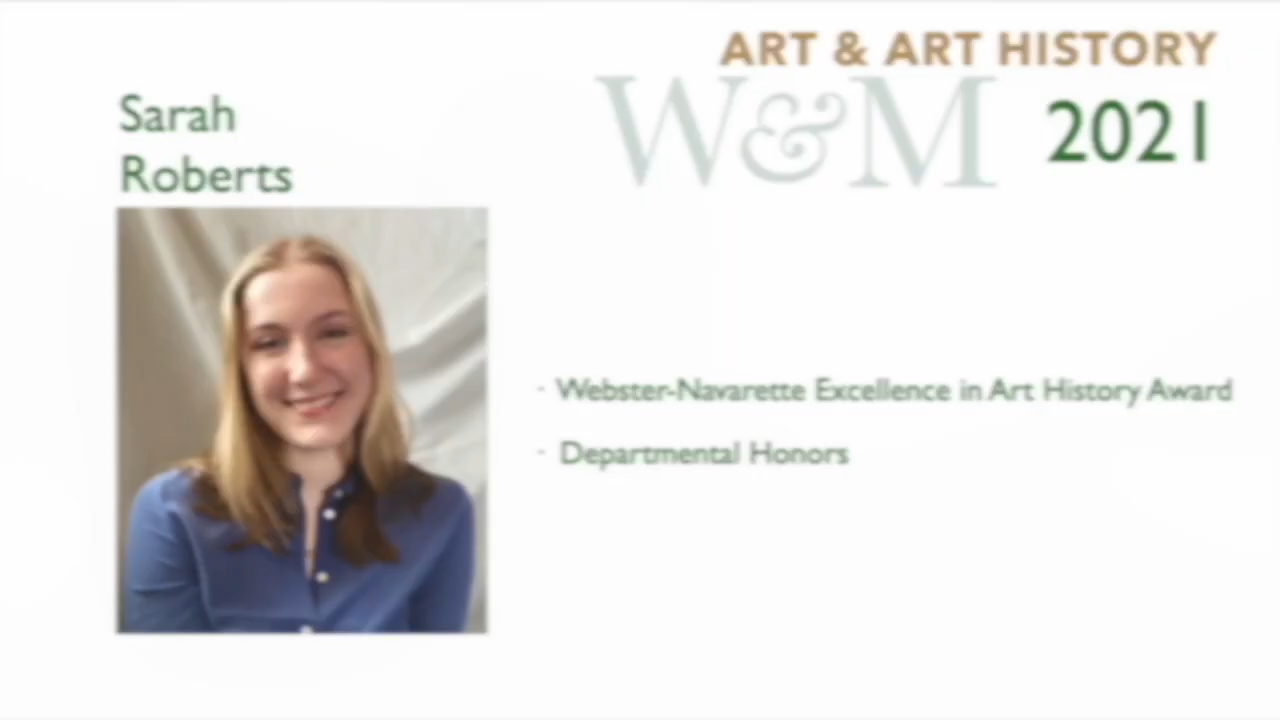 ART & ART HISTORY
W&M 2021
Sarah
Roberts
· Webster-Navarette Excellence in Art History Award
· Departmental Honors